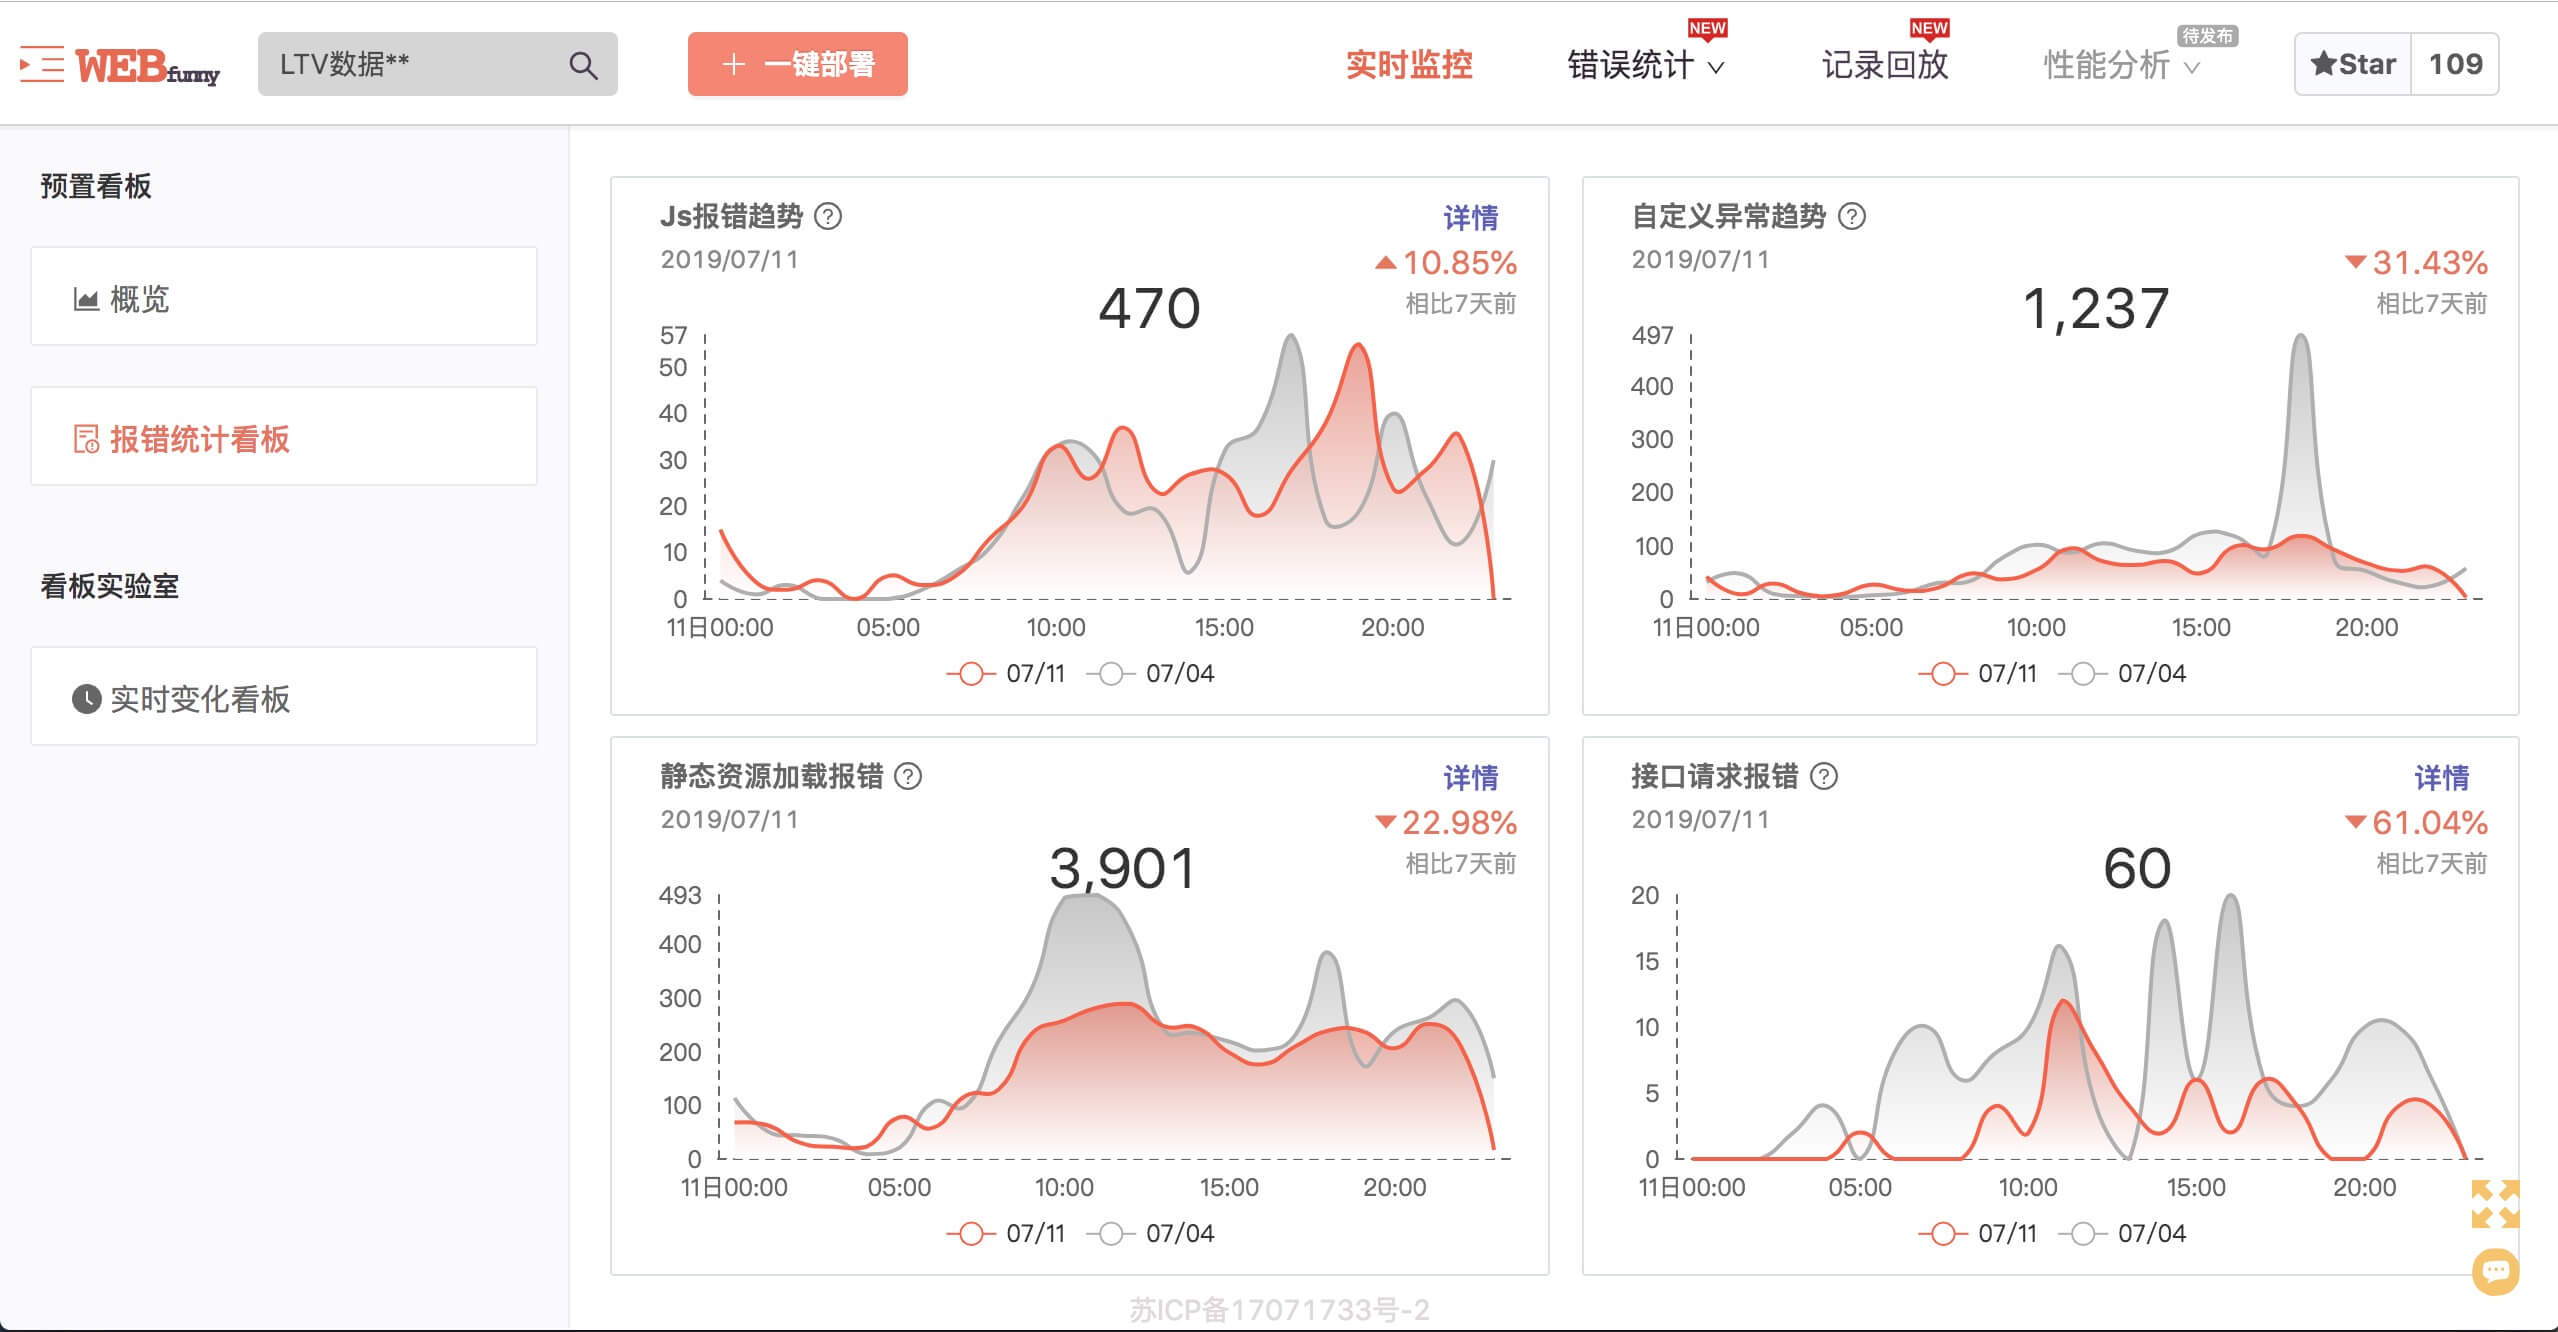 WEBfunny
LTV数据**
+ 一键部署
实时监控
错误统计
NEW
记录回放
NEW
性能分析
待发布
Star
109
预置看板
概览
报错统计看板
看板实验室
实时变化看板
Js报错趋势 ?
详情
2019/07/11
10.85%
相比7天前
470
57
50
40
30
20
10
0
11日00:00 05:00 10:00 15:00 20:00
07/11 07/04
自定义异常趋势 ?
2019/07/11
31.43%
相比7天前
1,237
497
400
300
200
100
0
11日00:00 05:00 10:00 15:00 20:00
07/11 07/04
静态资源加载报错 ?
详情
2019/07/11
22.98%
相比7天前
3,901
493
400
300
200
100
0
11日00:00 05:00 10:00 15:00 20:00
07/11 07/04
接口请求报错 ?
详情
2019/07/11
61.04%
相比7天前
60
20
15
10
5
0
11日00:00 05:00 10:00 15:00 20:00
07/11 07/04
苏ICP备17071733号-2